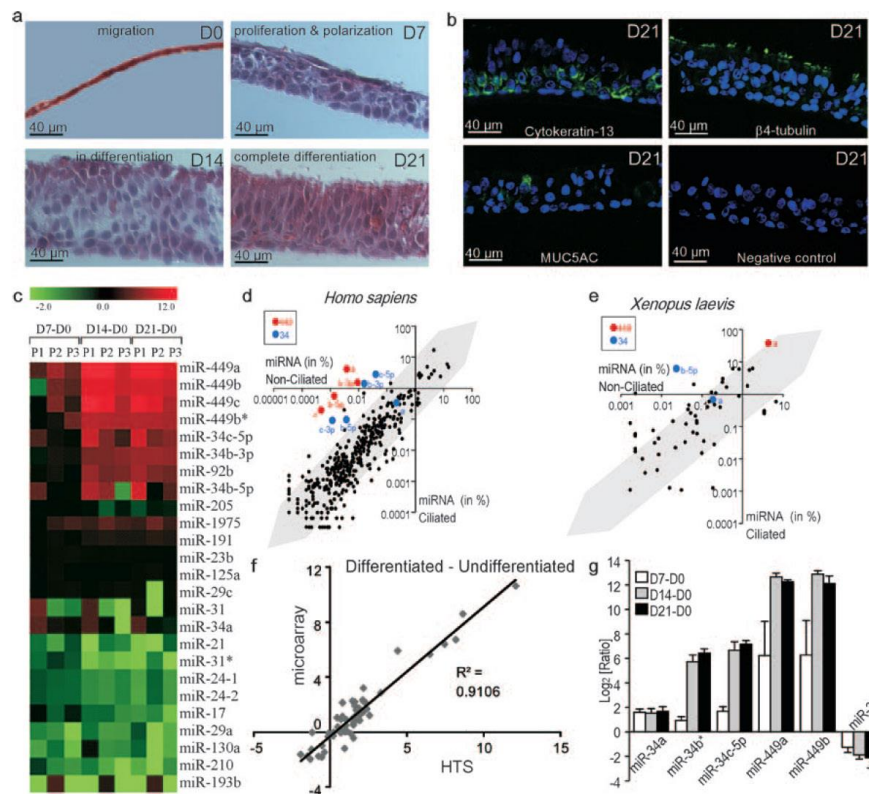 a
migration D0
40 µm
proliferation & polarization D7
40 µm
in differentiation D14
40 µm
complete differentiation D21
40 µm
b
D21
40 µm Cytokeratin-13
D21
40 µm β4-tubulin
D21
40 µm MUC5AC
D21
40 µm Negative control
c
-2.0 0.0 12.0
D7-D0 D14-D0 D21-D0
P1 P2 P3 P1 P2 P3 P1 P2 P3
miR-449a
miR-449b
miR-449c
miR-449b*
miR-34c-5p
miR-34b-3p
miR-92b
miR-34b-5p
miR-205
miR-1975
miR-191
miR-23b
miR-125a
miR-29c
miR-31
miR-34a
miR-21
miR-31*
miR-24-1
miR-24-2
miR-17
miR-29a
miR-130a
miR-210
miR-193b
d Homo sapiens
449
34
miRNA (in %)
Non-Ciliated
100
10
0.0001 0.001 0.01 0.1 10 100
c-5p
b-3p
c-3p
b-5p
0.1
0.01
0.001
0.0001
miRNA (in %)
Ciliated
e Xenopus laevis
449
34
miRNA (in %)
Non-Ciliated
100
10
a
b-5p
0.001 0.01 0.1 10
0.1
0.01
0.001
0.0001
miRNA (in %)
Ciliated
f
Differentiated - Undifferentiated
microarray
12
8
4
0
-4
-5 0 5 10 15
HTS
R² =
0.9106
g
D7-D0
D14-D0
D21-D0
Log2 [Ratio]
14
12
10
8
6
4
2
0
-2
-4
miR-34a
miR-34b*
miR-34c-5p
miR-449a
miR-449b